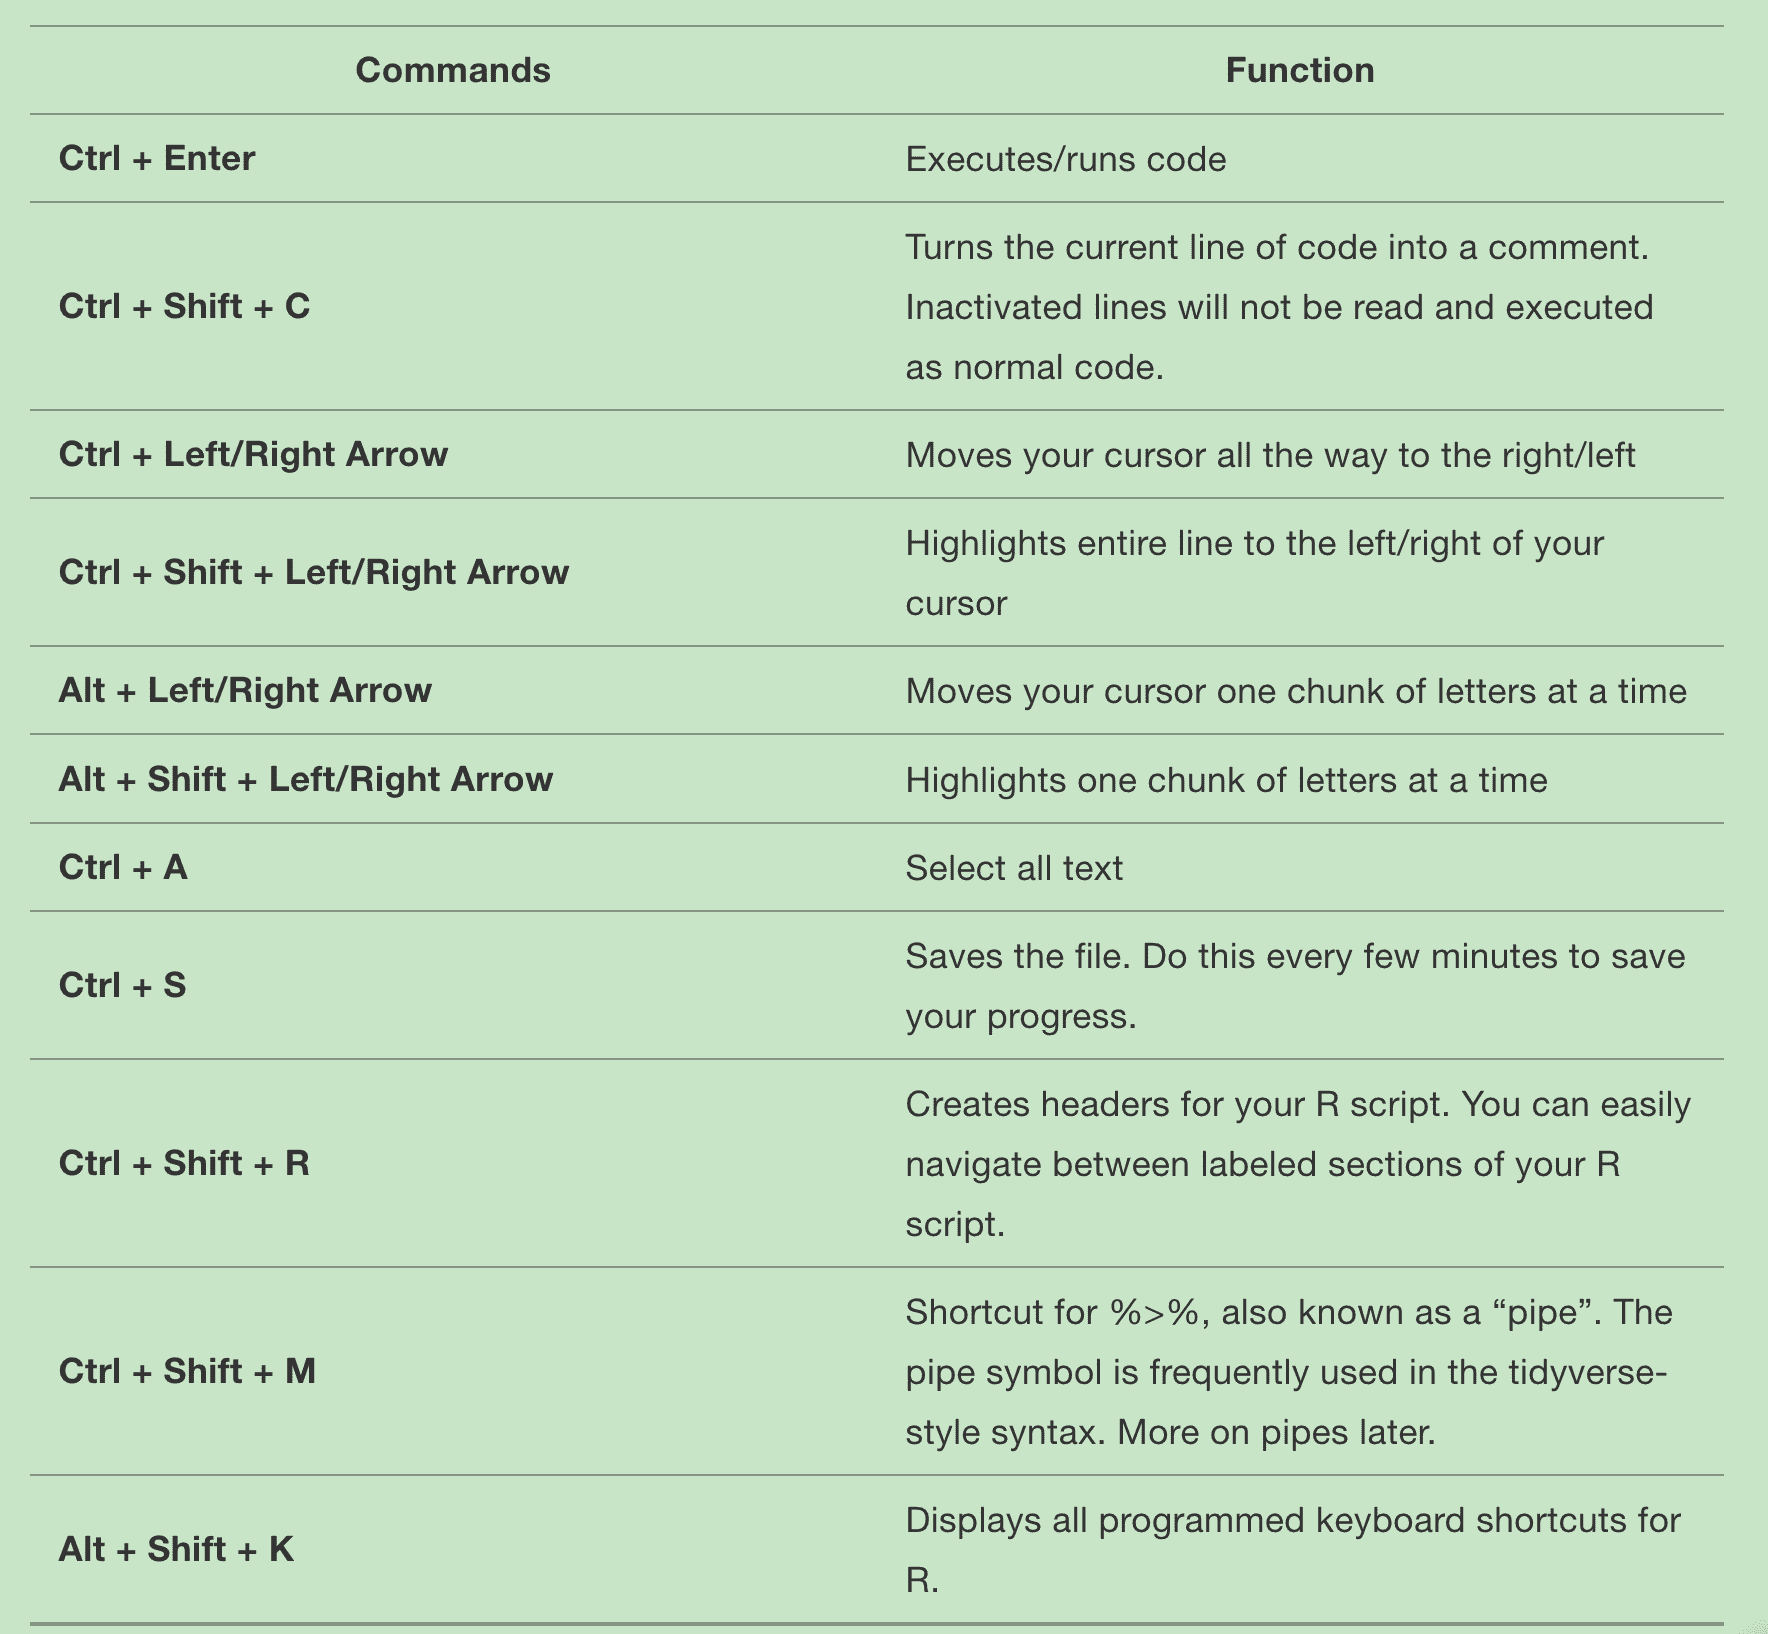 Commands Function
Ctrl + Enter Executes/runs code
Ctrl + Shift + C
Turns the current line of code into a comment.
Inactivated lines will not be read and executed
as normal code.
Ctrl + Left/Right Arrow Moves your cursor all the way to the right/left
Ctrl + Shift + Left/Right Arrow
Highlights entire line to the left/right of your
cursor
Alt + Left/Right Arrow Moves your cursor one chunk of letters at a time
Alt + Shift + Left/Right Arrow Highlights one chunk of letters at a time
Ctrl + A Select all text
Ctrl + S
Saves the file. Do this every few minutes to save
your progress.
Ctrl + Shift + R
Creates headers for your R script. You can easily
navigate between labeled sections of your R
script.
Ctrl + Shift + M
Shortcut for %>%, also known as a “pipe”. The
pipe symbol is frequently used in the tidyverse-
style syntax. More on pipes later.
Alt + Shift + K
Displays all programmed keyboard shortcuts for
R.